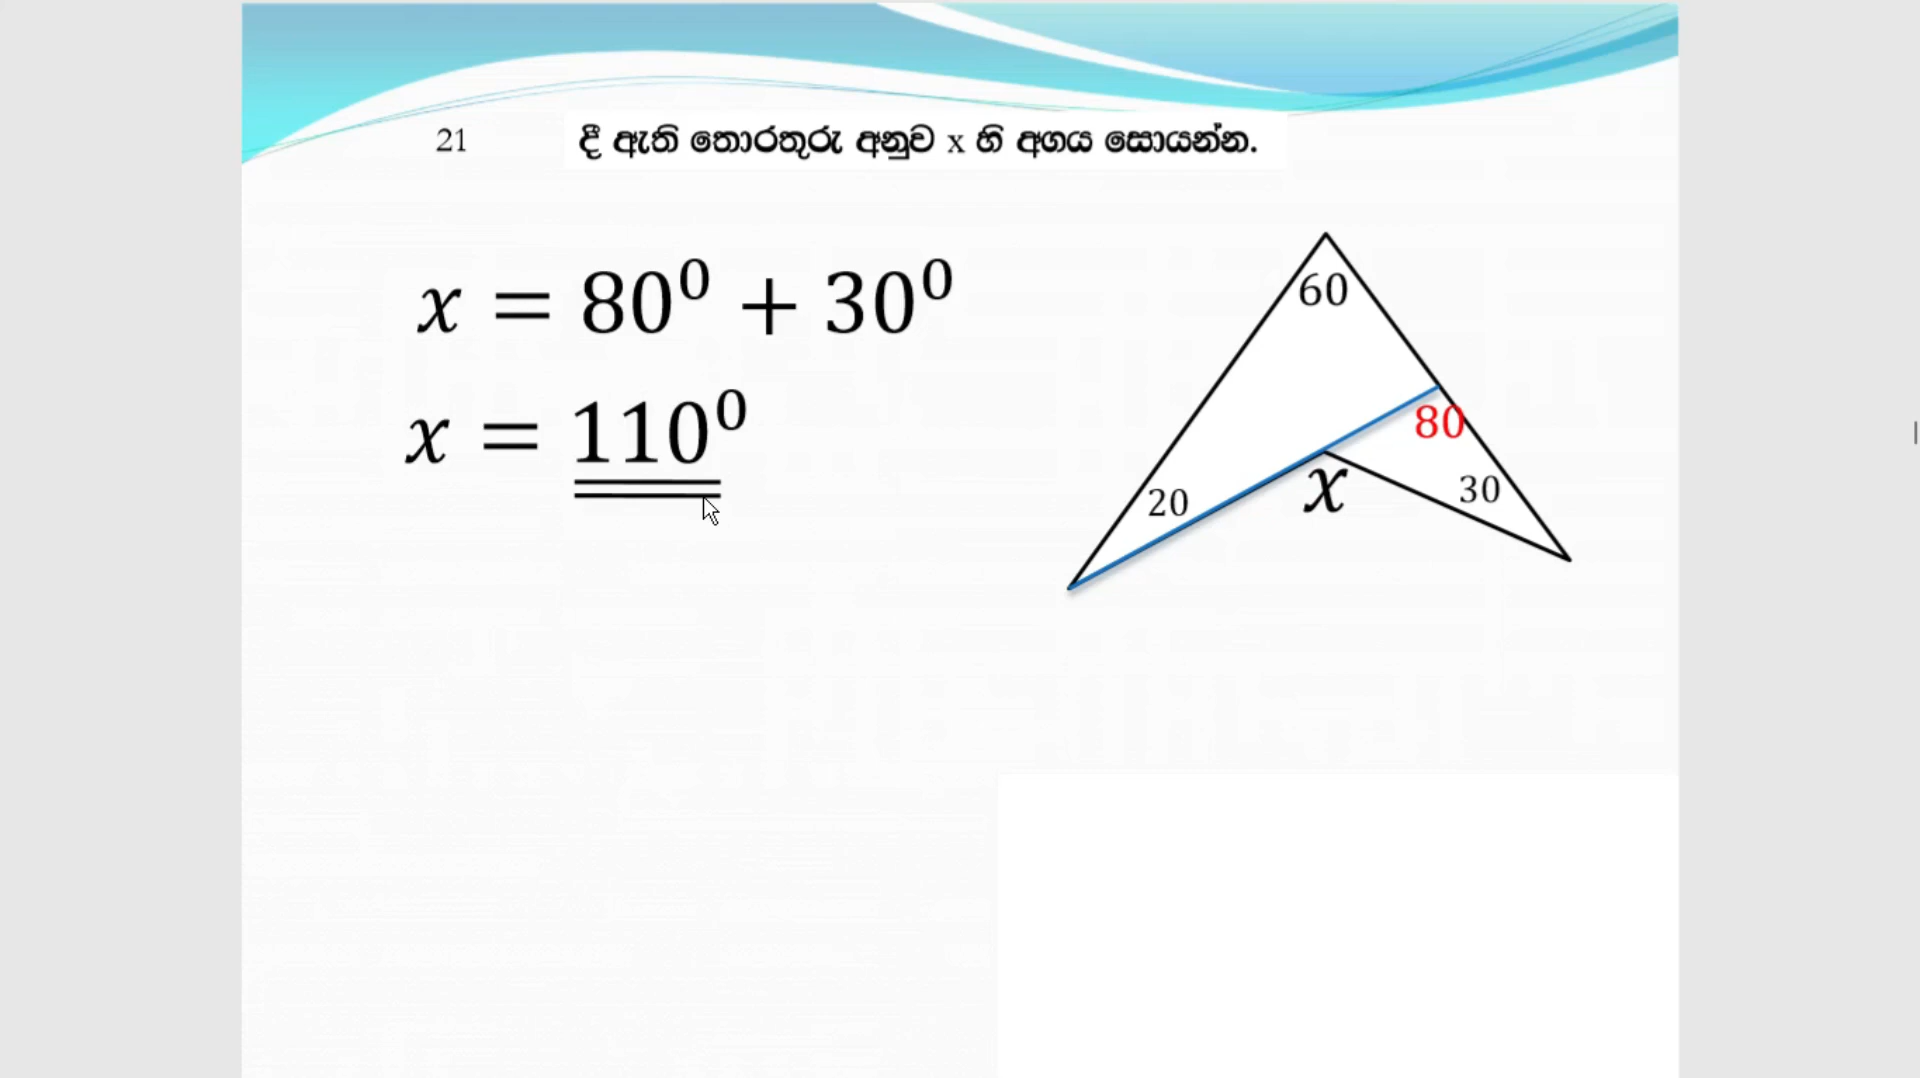 21 දී ඇති තොරතුරු අනුව x හි අගය සොයන්න.
x = 80⁰ + 30⁰
x = 110⁰
60
80
30
20
x